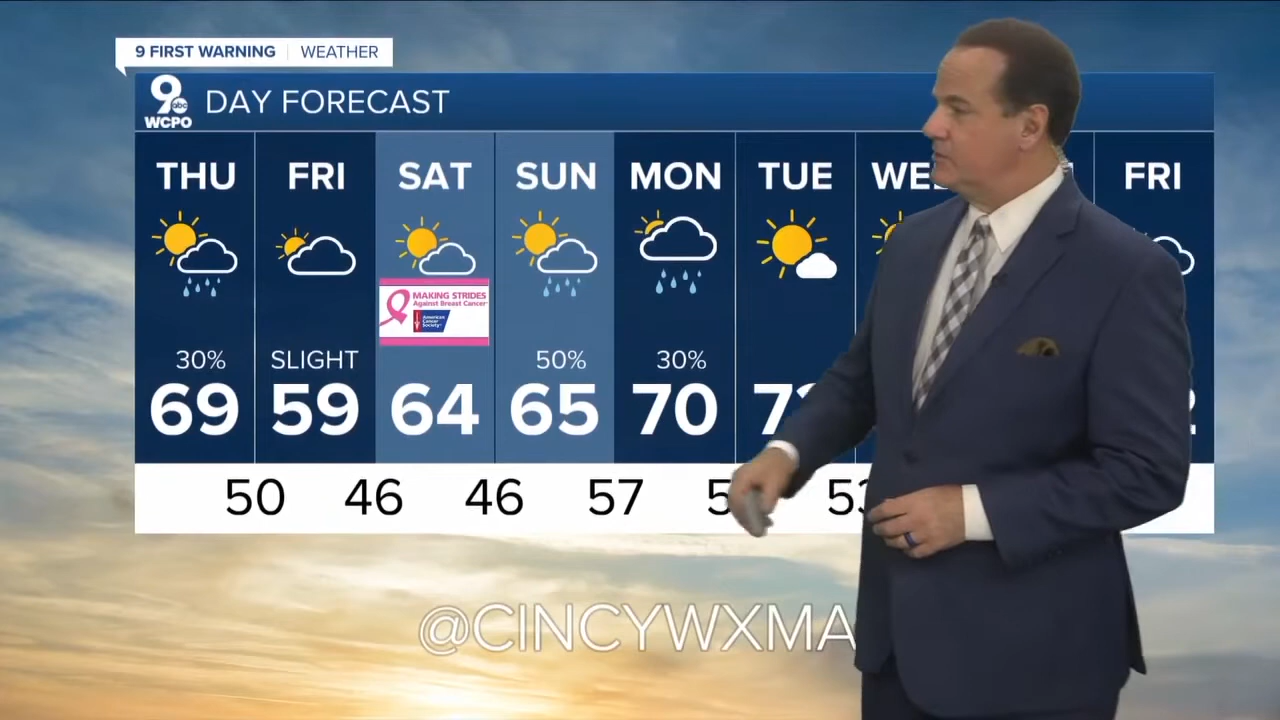 9 FIRST WARNING | WEATHER
9 abc WCPO DAY FORECAST
THU FRI SAT SUN MON TUE FRI
MAKING STRIDES
Against Breast Cancer
American
Cancer
Society
30% SLIGHT 50% 30%
69 59 64 65 70
50 46 46 57
@CINCYWXMA